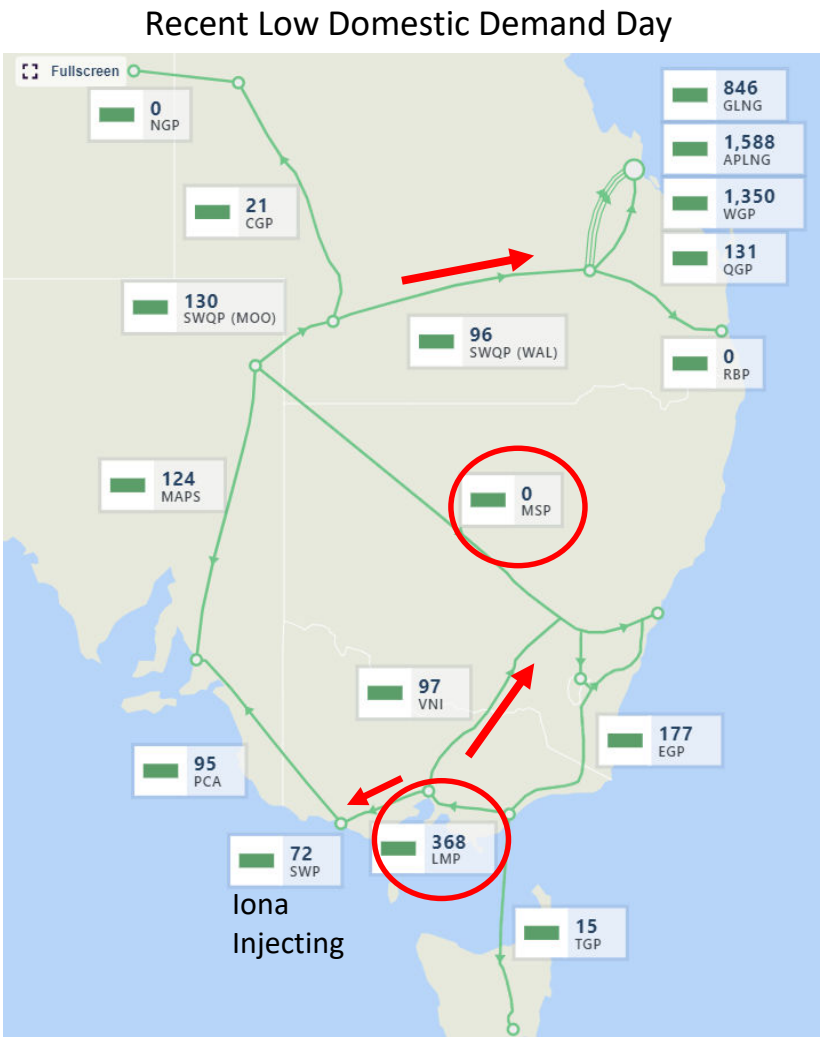 Recent Low Domestic Demand Day
Fullscreen
0
NGP
846
GLNG
1,588
APLNG
1,350
WGP
131
QGP
21
CGP
130
SWQP (MOO)
96
SWQP (WAL)
0
RBP
124
MAPS
0
MSP
97
VNI
177
EGP
95
PCA
368
LMP
72
SWP
Iona
Injecting
15
TGP